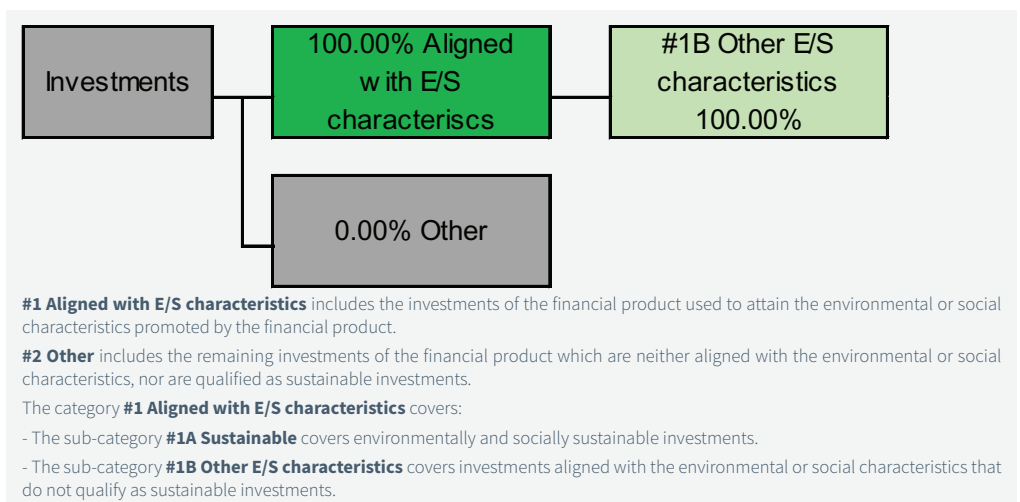 Investments
100.00% Aligned
w ith E/S
characteriscs
#1B Other E/S
characteristics
100.00%
0.00% Other
#1 Aligned with E/S characteristics includes the investments of the financial product used to attain the environmental or social
characteristics promoted by the financial product.
#2 Other includes the remaining investments of the financial product which are neither aligned with the environmental or social
characteristics, nor are qualified as sustainable investments.
The category #1 Aligned with E/S characteristics covers:
- The sub-category #1A Sustainable covers environmentally and socially sustainable investments.
- The sub-category #1B Other E/S characteristics covers investments aligned with the environmental or social characteristics that
do not qualify as sustainable investments.